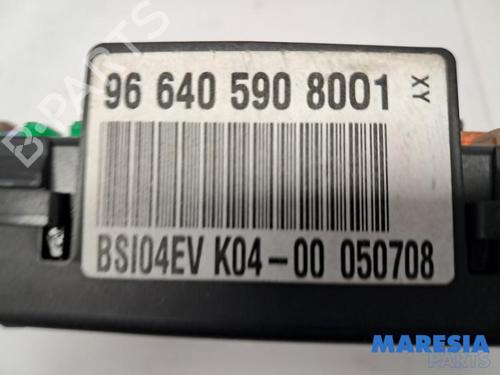 96 640 590 8001 XY
BSI04EV K04-00 050708
B-PARTS
MARESIA
PARTS